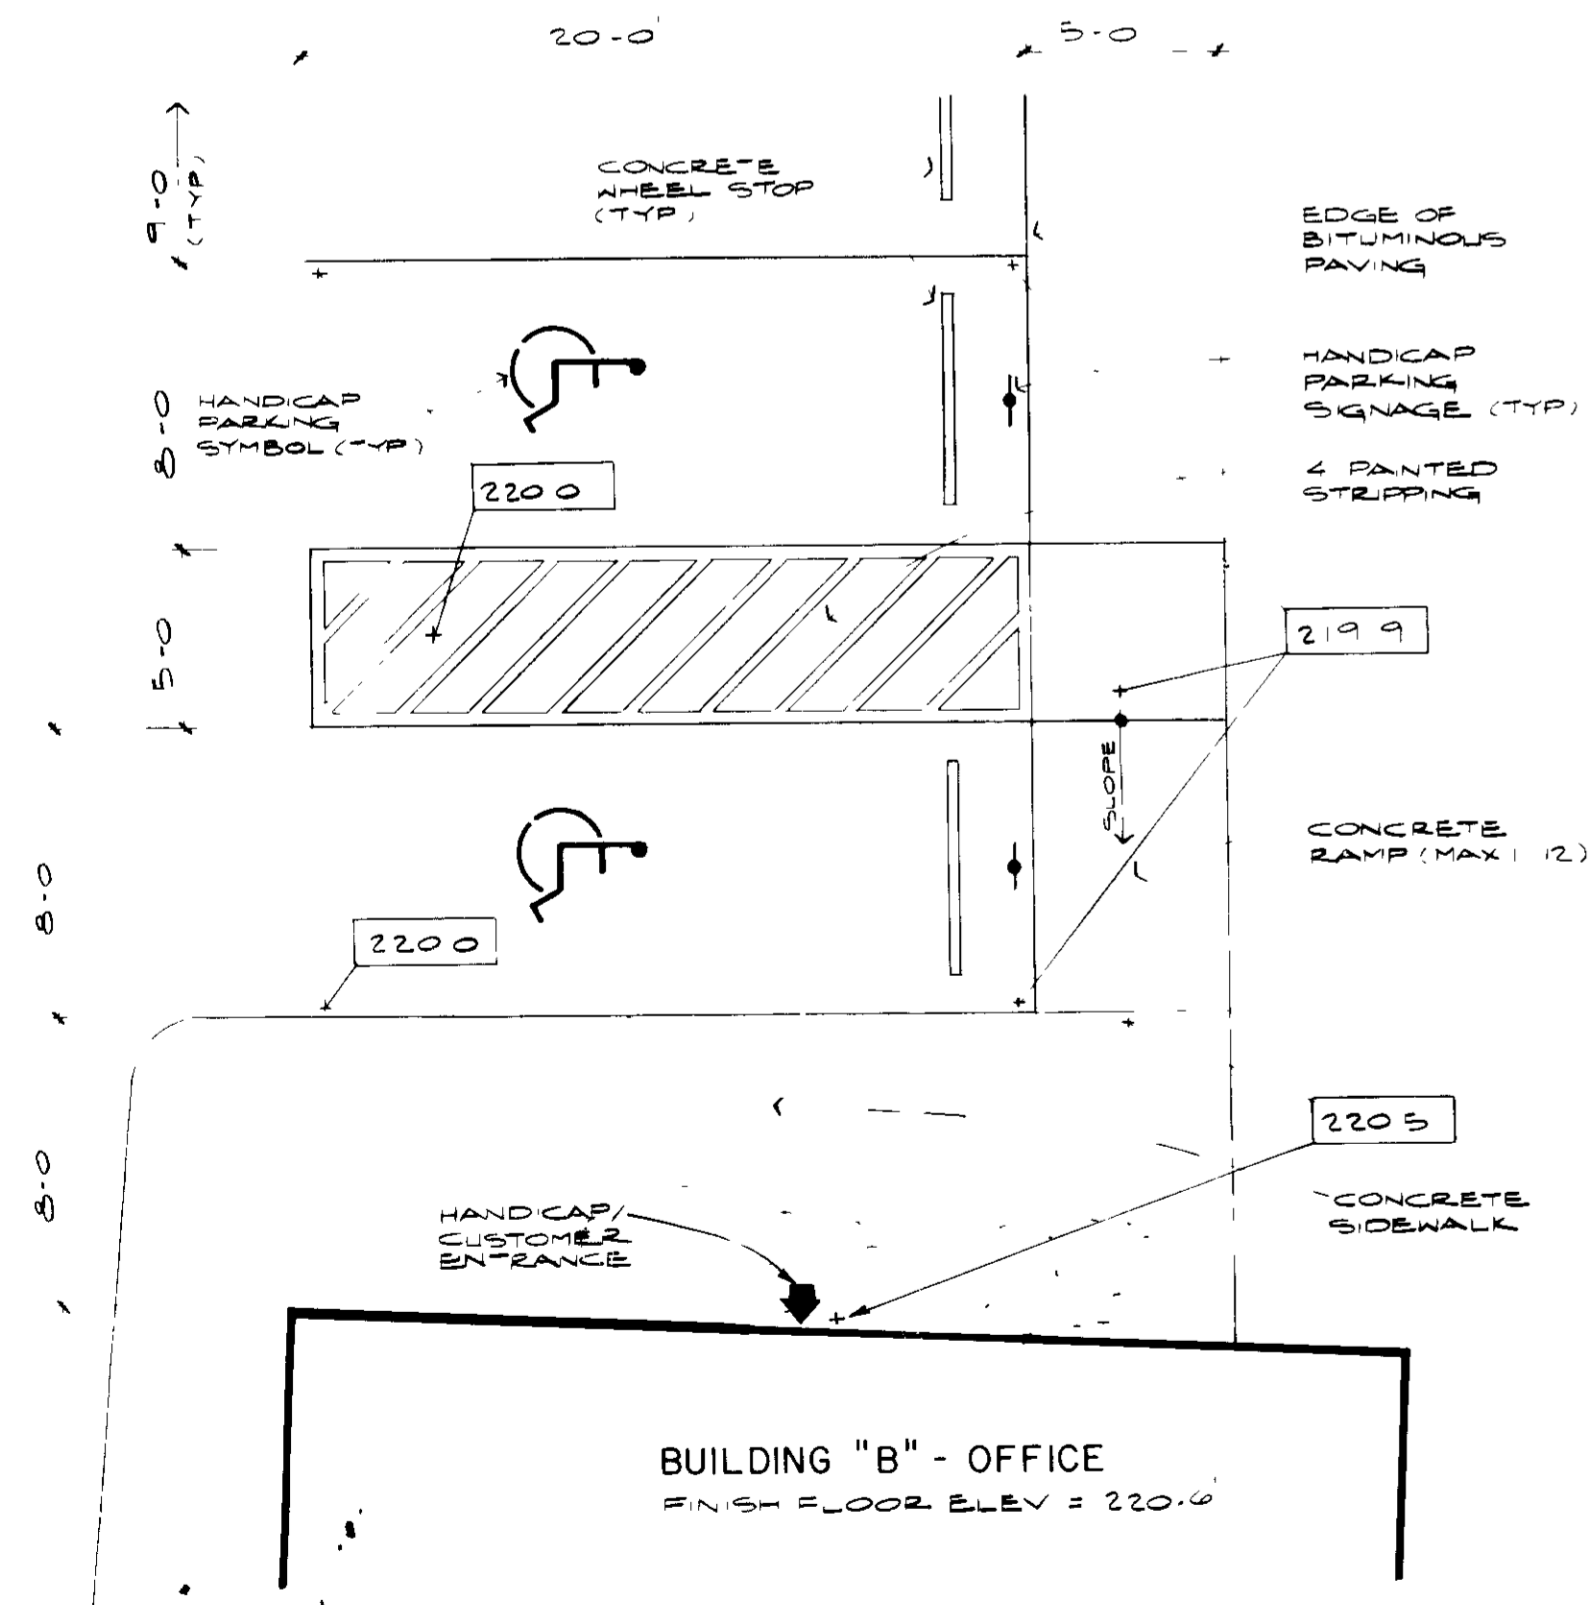 20-0'
5-0
9-0
(TYP)
CONCRETE
WHEEL STOP
(TYP)
EDGE OF
BITUMINOUS
PAVING
HANDICAP
PARKING
SIGNAGE (TYP)
8-0
HANDICAP
PARKING
SYMBOL (TYP)
4 PAINTED
STRIPPING
220 0
5-0
219 9
SLOPE
CONCRETE
RAMP (MAX 1 12)
8-0
220 0
8-0
220 5
HANDICAP/
CUSTOMER
ENTRANCE
CONCRETE
SIDEWALK
BUILDING "B" - OFFICE
FINISH FLOOR ELEV = 220.6'